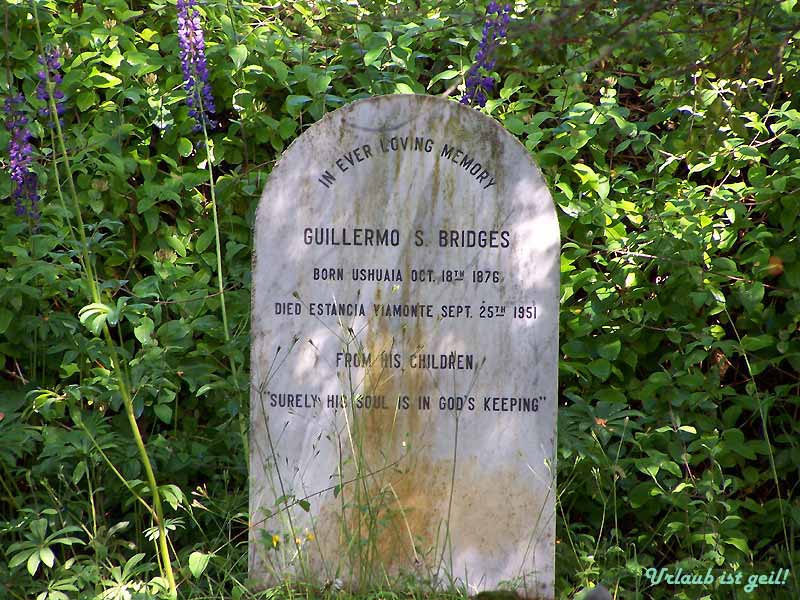 IN EVER LOVING MEMORY
GUILLERMO S. BRIDGES
BORN USHUAIA OCT. 18TH 1876
DIED ESTANCIA VIAMONTE SEPT. 25TH 1951
FROM HIS CHILDREN
"SURELY HIS SOUL IS IN GOD'S KEEPING"
Urlaub ist geil!